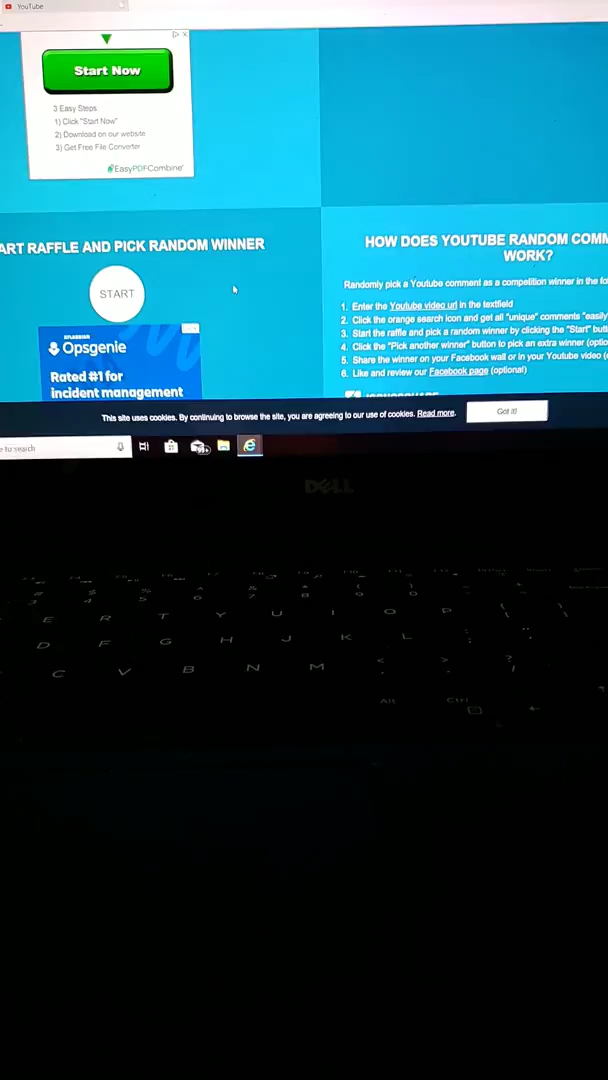 YouTube
Start Now
3 Easy Steps:
1) Click "Start Now"
2) Download on our website
3) Get Free File Converter
EasyPDFCombine
ART RAFFLE AND PICK RANDOM WINNER
START
ATLASSIAN
Opsgenie
Rated #1 for
incident management
HOW DOES YOUTUBE RANDOM COMM
WORK?
Randomly pick a Youtube comment as a competition winner in the fo
1. Enter the Youtube video url in the textfield
2. Click the orange search icon and get all "unique" comments "easily
3. Start the raffle and pick a random winner by clicking the "Start" but
4. Click the "Pick another winner" button to pick an extra winner (optio
5. Share the winner on your Facebook wall or in your Youtube video (
6. Like and review our Facebook page (optional)
This site uses cookies. By continuing to browse the site, you are agreeing to our use of cookies. Read more.
Got it!
e to search
99+
DELL
E R T Y U I O P
D F G H J K L
C V B N M
Alt Ctrl